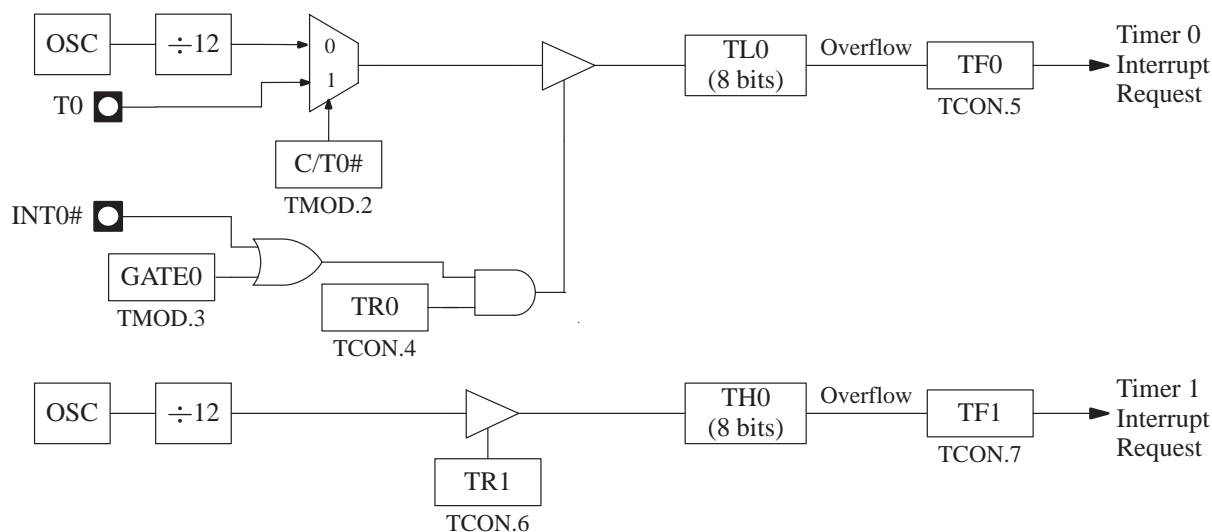 OSC
÷12
0
1
T0
C/T0#
TMOD.2
TL0
(8 bits)
Overflow
TF0
TCON.5
Timer 0
Interrupt
Request
INT0#
GATE0
TMOD.3
TR0
TCON.4
OSC
÷12
TR1
TCON.6
TH0
(8 bits)
Overflow
TF1
TCON.7
Timer 1
Interrupt
Request